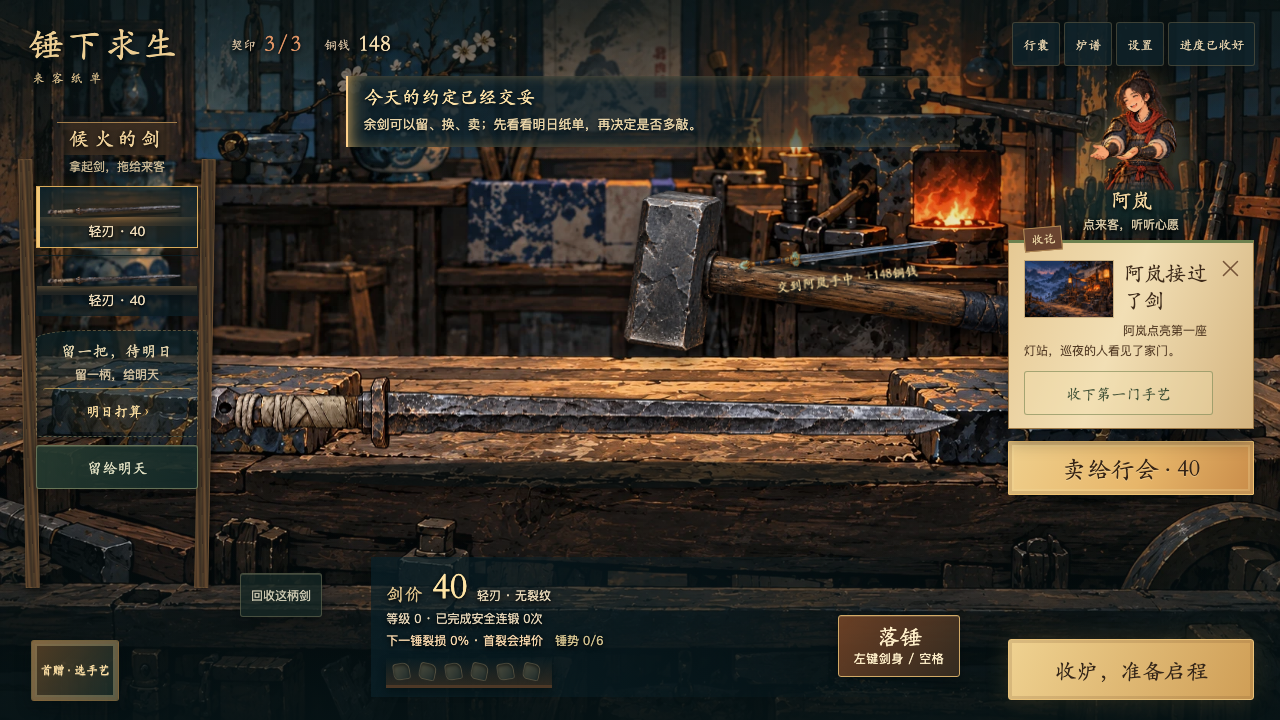 锤下求生
来客纸单
契印 3/3 铜钱 148
行囊
炉谱
设置
进度已收好
今天的约定已经交妥
余剑可以留、换、卖；先看看明日纸单，再决定是否多敲。
候火的剑
拿起剑，拖给来客
轻刃 · 40
轻刃 · 40
留一把，待明日
留一柄，给明天
明日打算›
留给明天
交到阿岚手中 · +148铜钱
阿岚
点来客，听听心愿
收讫
阿岚接过
了剑
阿岚点亮第一座
灯站，巡夜的人看见了家门。
收下第一门手艺
卖给行会 · 40
回收这柄剑
剑价 40 轻刃 · 无裂纹
等级 0 · 已完成安全连锻 0次
下一锤裂损 0% · 首裂会掉价 锤势 0/6
落锤
左键剑身 / 空格
首赠 · 选手艺
收炉，准备启程